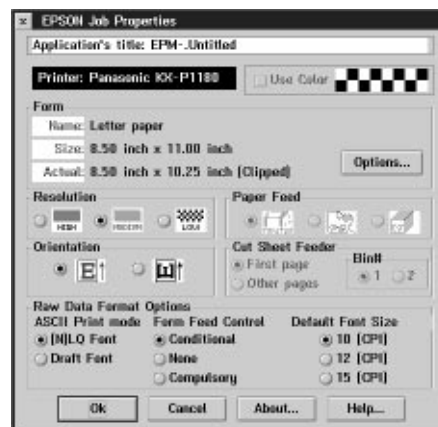 EPSON Job Properties
Application's title: EPM-.Untitled
Printer: Panasonic KX-P1180
Use Color
Form
Name: Letter paper
Size: 8.50 inch x 11.00 inch
Actual: 8.50 inch x 10.25 inch (Clipped)
Options...
Resolution
HIGH MEDIUM LOW
Paper Feed
Orientation
E
E
Cut Sheet Feeder
First page
Other pages
Bin#
1 2
Raw Data Format Options
ASCII Print mode Form Feed Control Default Font Size
(N)LQ Font Conditional 10 (CPI)
Draft Font None 12 (CPI)
Compulsory 15 (CPI)
Ok Cancel About... Help...